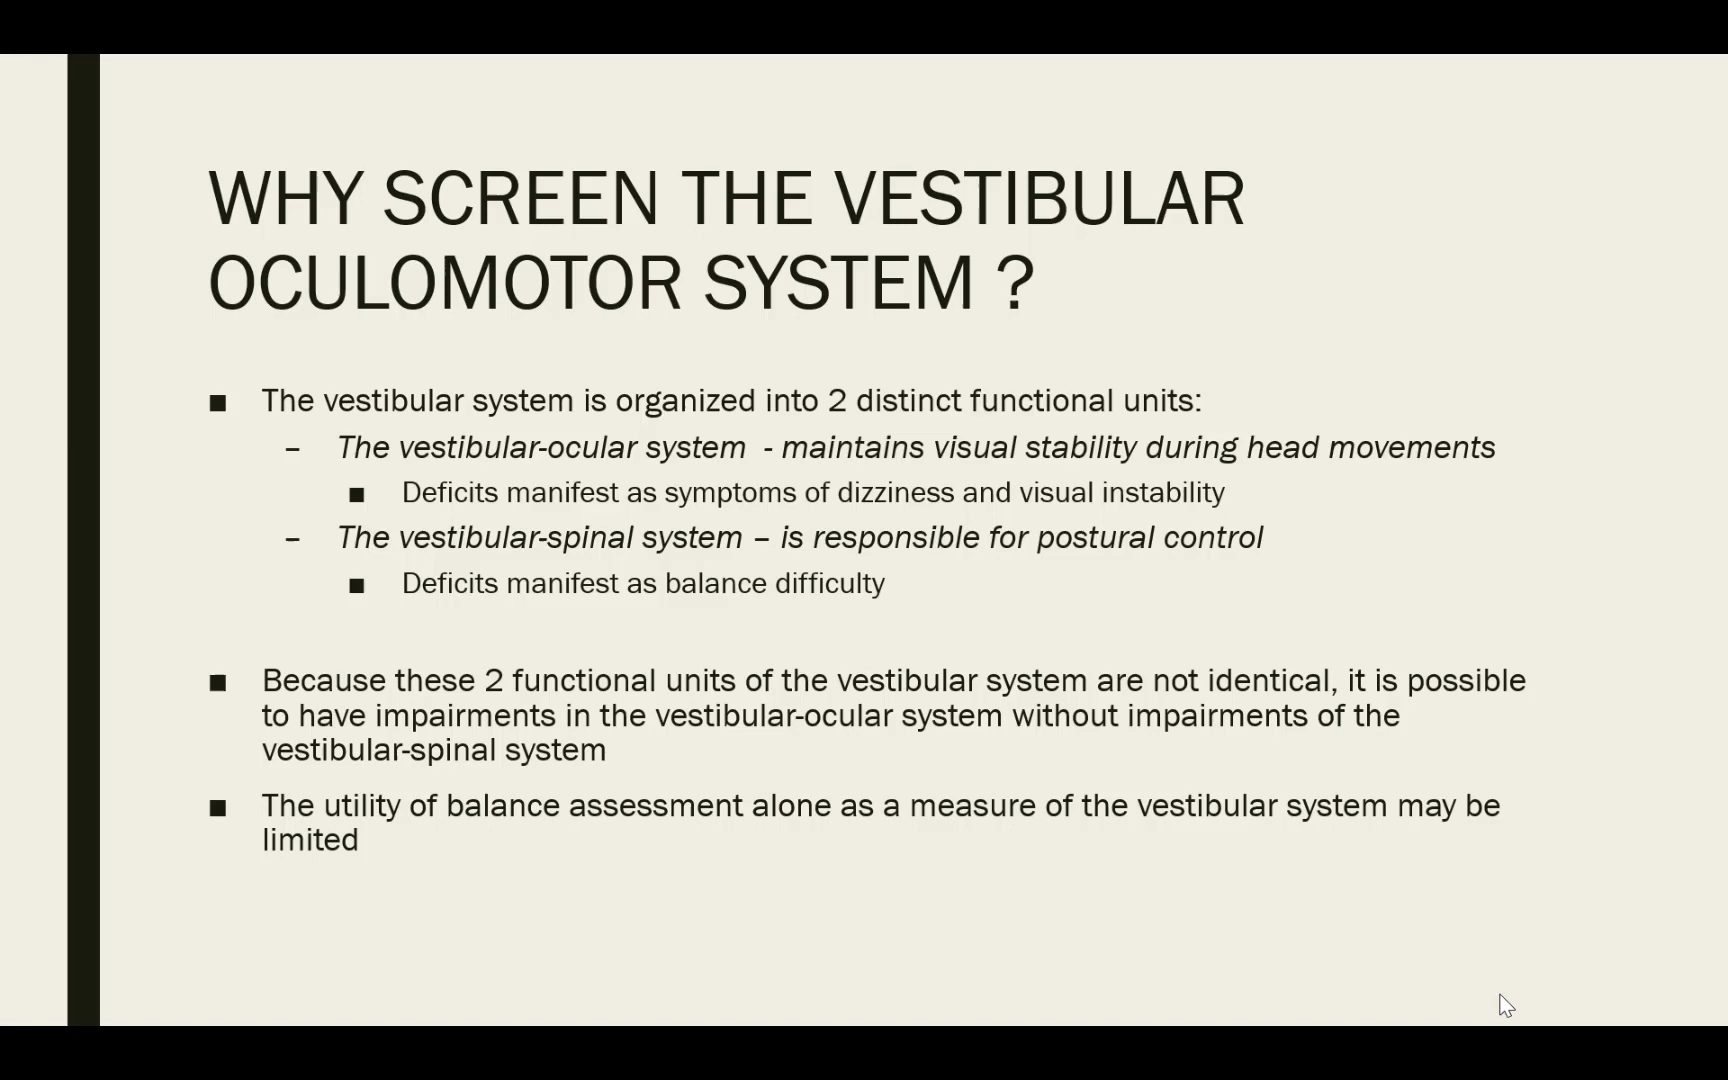 WHY SCREEN THE VESTIBULAR
OCULOMOTOR SYSTEM ?
■ The vestibular system is organized into 2 distinct functional units:
– The vestibular-ocular system - maintains visual stability during head movements
■ Deficits manifest as symptoms of dizziness and visual instability
– The vestibular-spinal system – is responsible for postural control
■ Deficits manifest as balance difficulty
■ Because these 2 functional units of the vestibular system are not identical, it is possible
to have impairments in the vestibular-ocular system without impairments of the
vestibular-spinal system
■ The utility of balance assessment alone as a measure of the vestibular system may be
limited